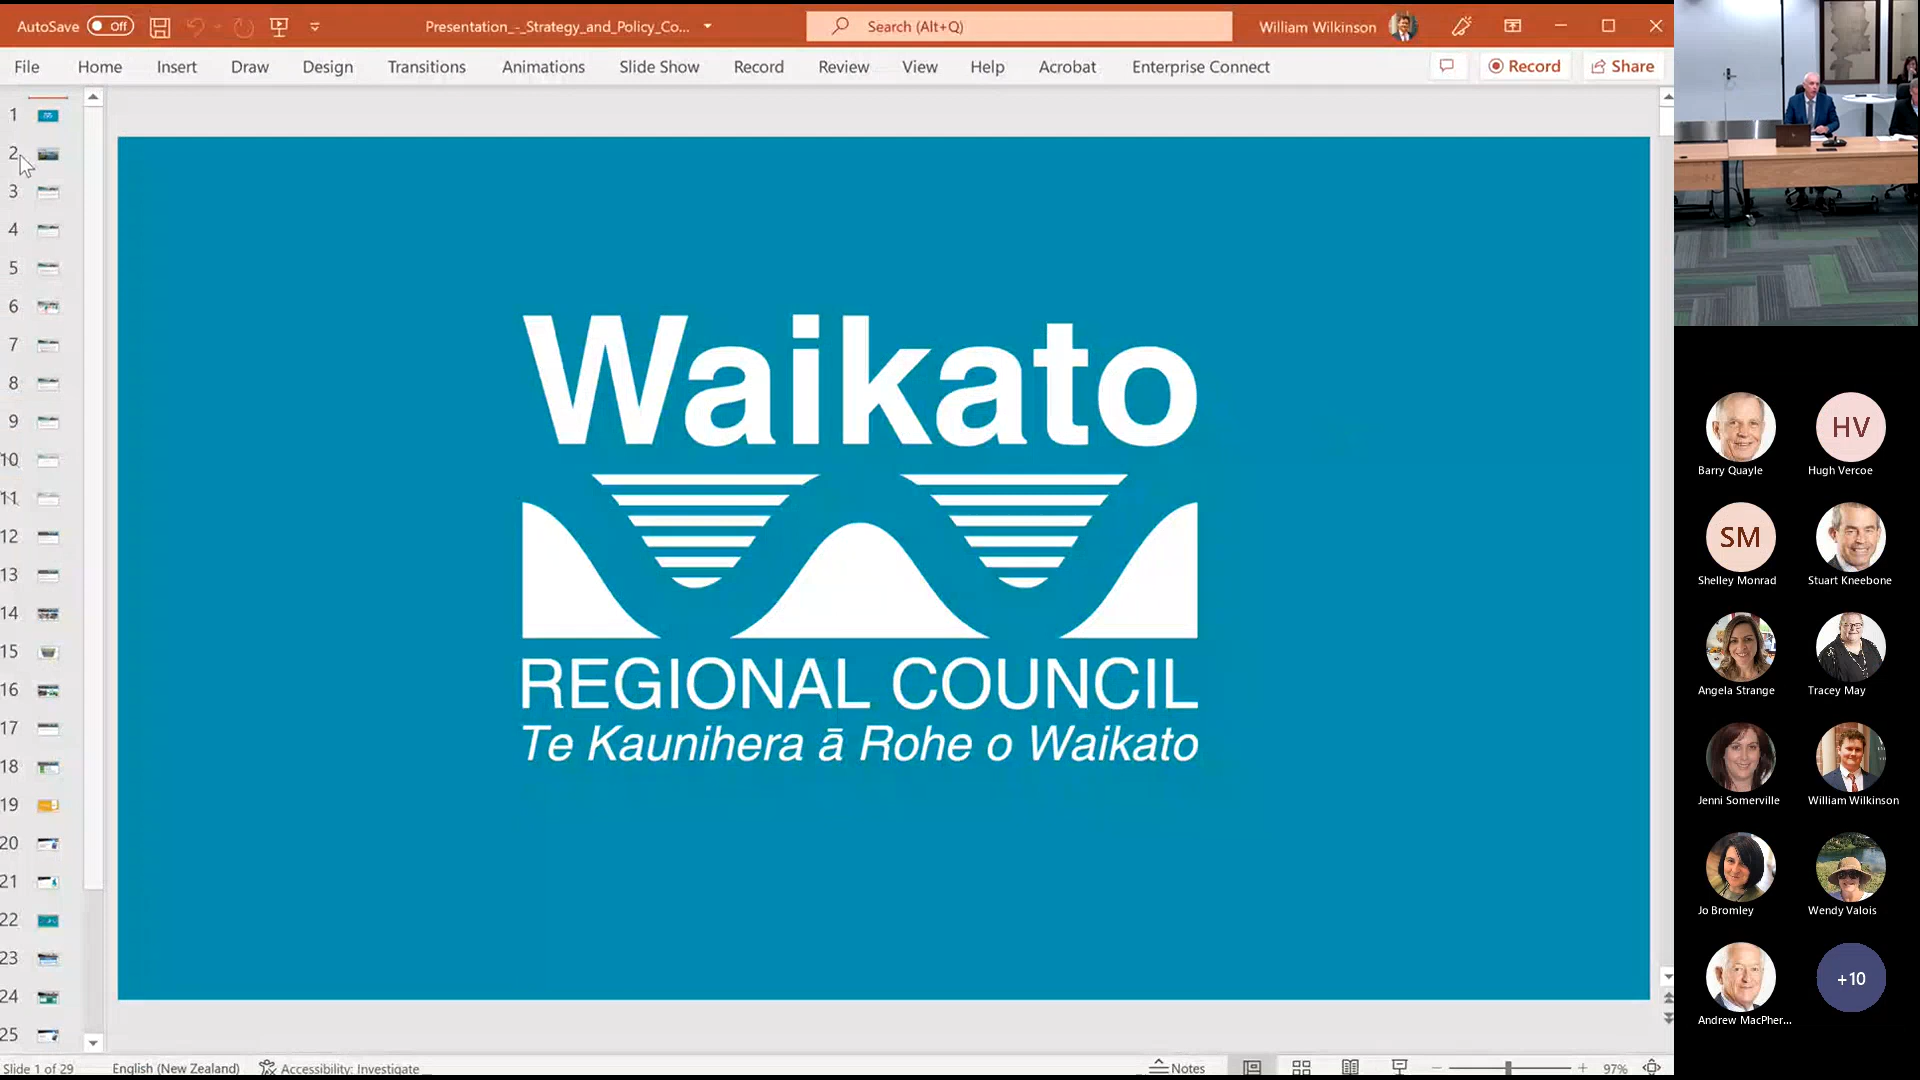 AutoSave Off Presentation_-_Strategy_and_Policy_Co... Search (Alt+Q) William Wilkinson
File Home Insert Draw Design Transitions Animations Slide Show Record Review View Help Acrobat Enterprise Connect Record Share
1
2
3
4
5
6
7
8
9
10
11
12
13
14
15
16
17
18
19
20
21
22
23
24
25
Waikato
REGIONAL COUNCIL
Te Kaunihera ā Rohe o Waikato
HV
Barry Quayle Hugh Vercoe
SM
Shelley Monrad Stuart Kneebone
Angela Strange Tracey May
Jenni Somerville William Wilkinson
Jo Bromley Wendy Valois
+10
Andrew MacPher...
Slide 1 of 29 English (New Zealand) Accessibility: Investigate Notes 97%